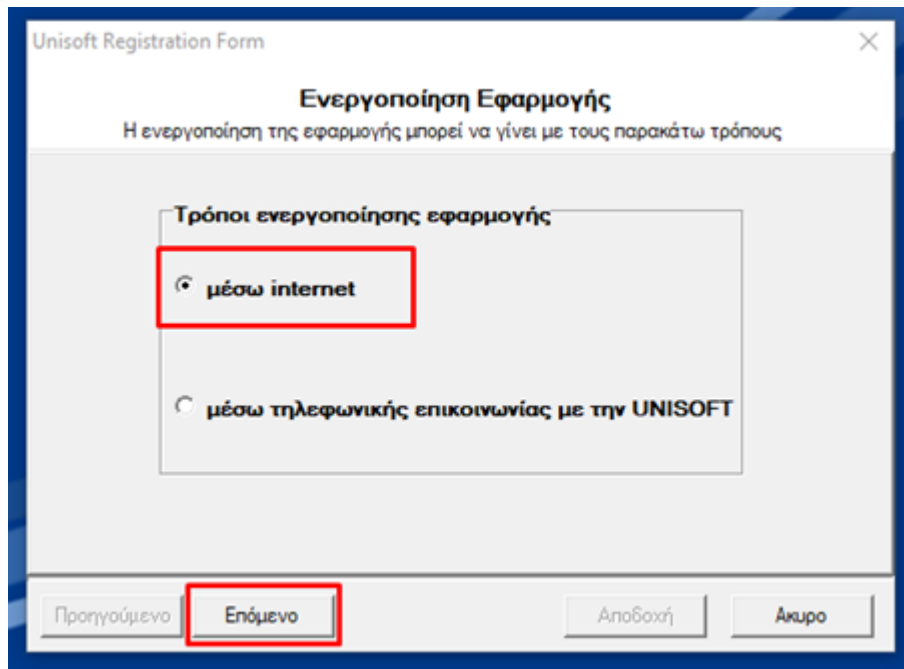 Unisoft Registration Form
Ενεργοποίηση Εφαρμογής
Η ενεργοποίηση της εφαρμογής μπορεί να γίνει με τους παρακάτω τρόπους
Τρόποι ενεργοποίησης εφαρμογής
μέσω internet
μέσω τηλεφωνικής επικοινωνίας με την UNISOFT
Προηγούμενο Επόμενο Αποδοχή Ακυρο